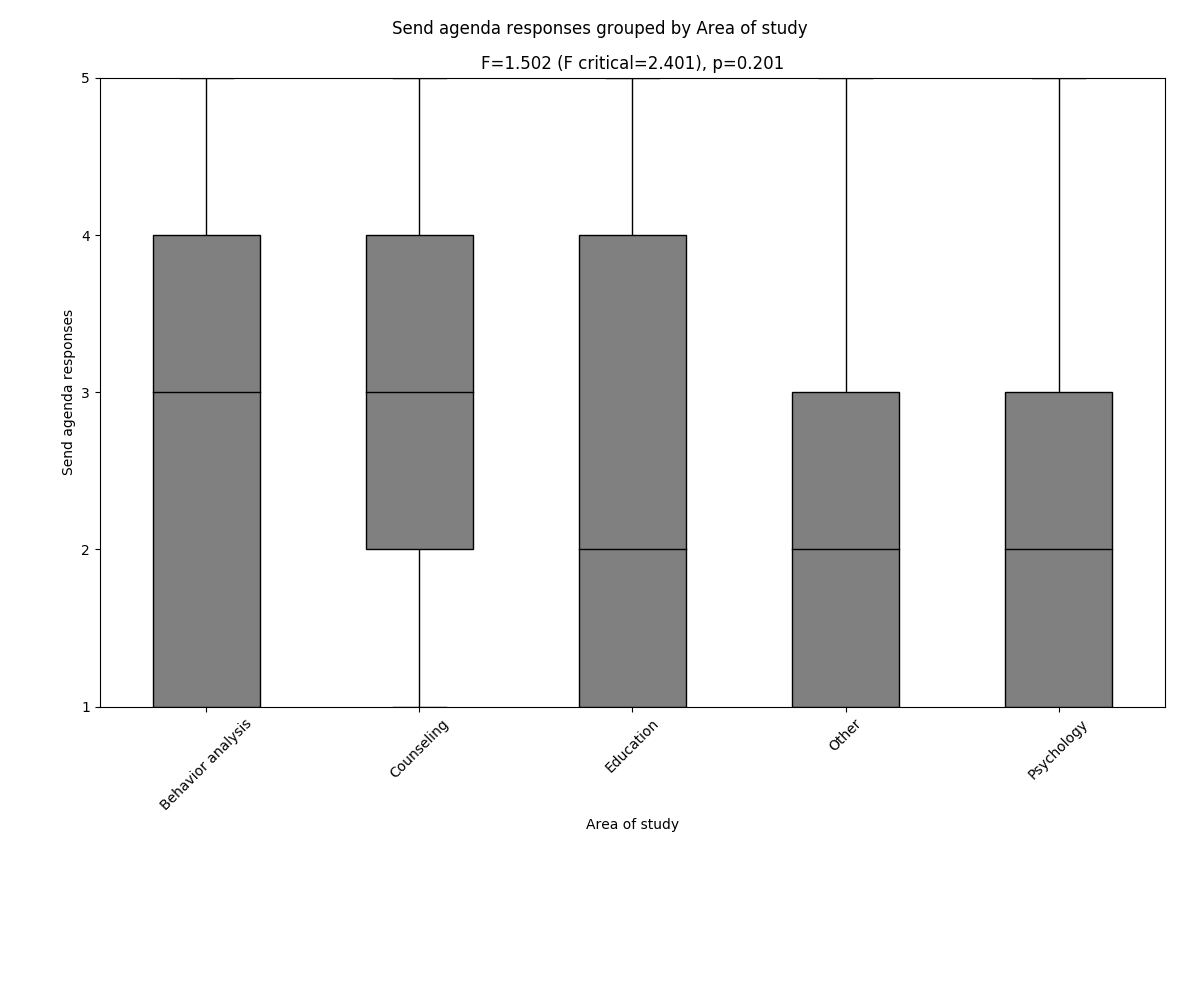 Send agenda responses grouped by Area of study
F=1.502 (F critical=2.401), p=0.201
5
4
3
2
1
Send agenda responses
Behavior analysis
Counseling
Education
Other
Psychology
Area of study